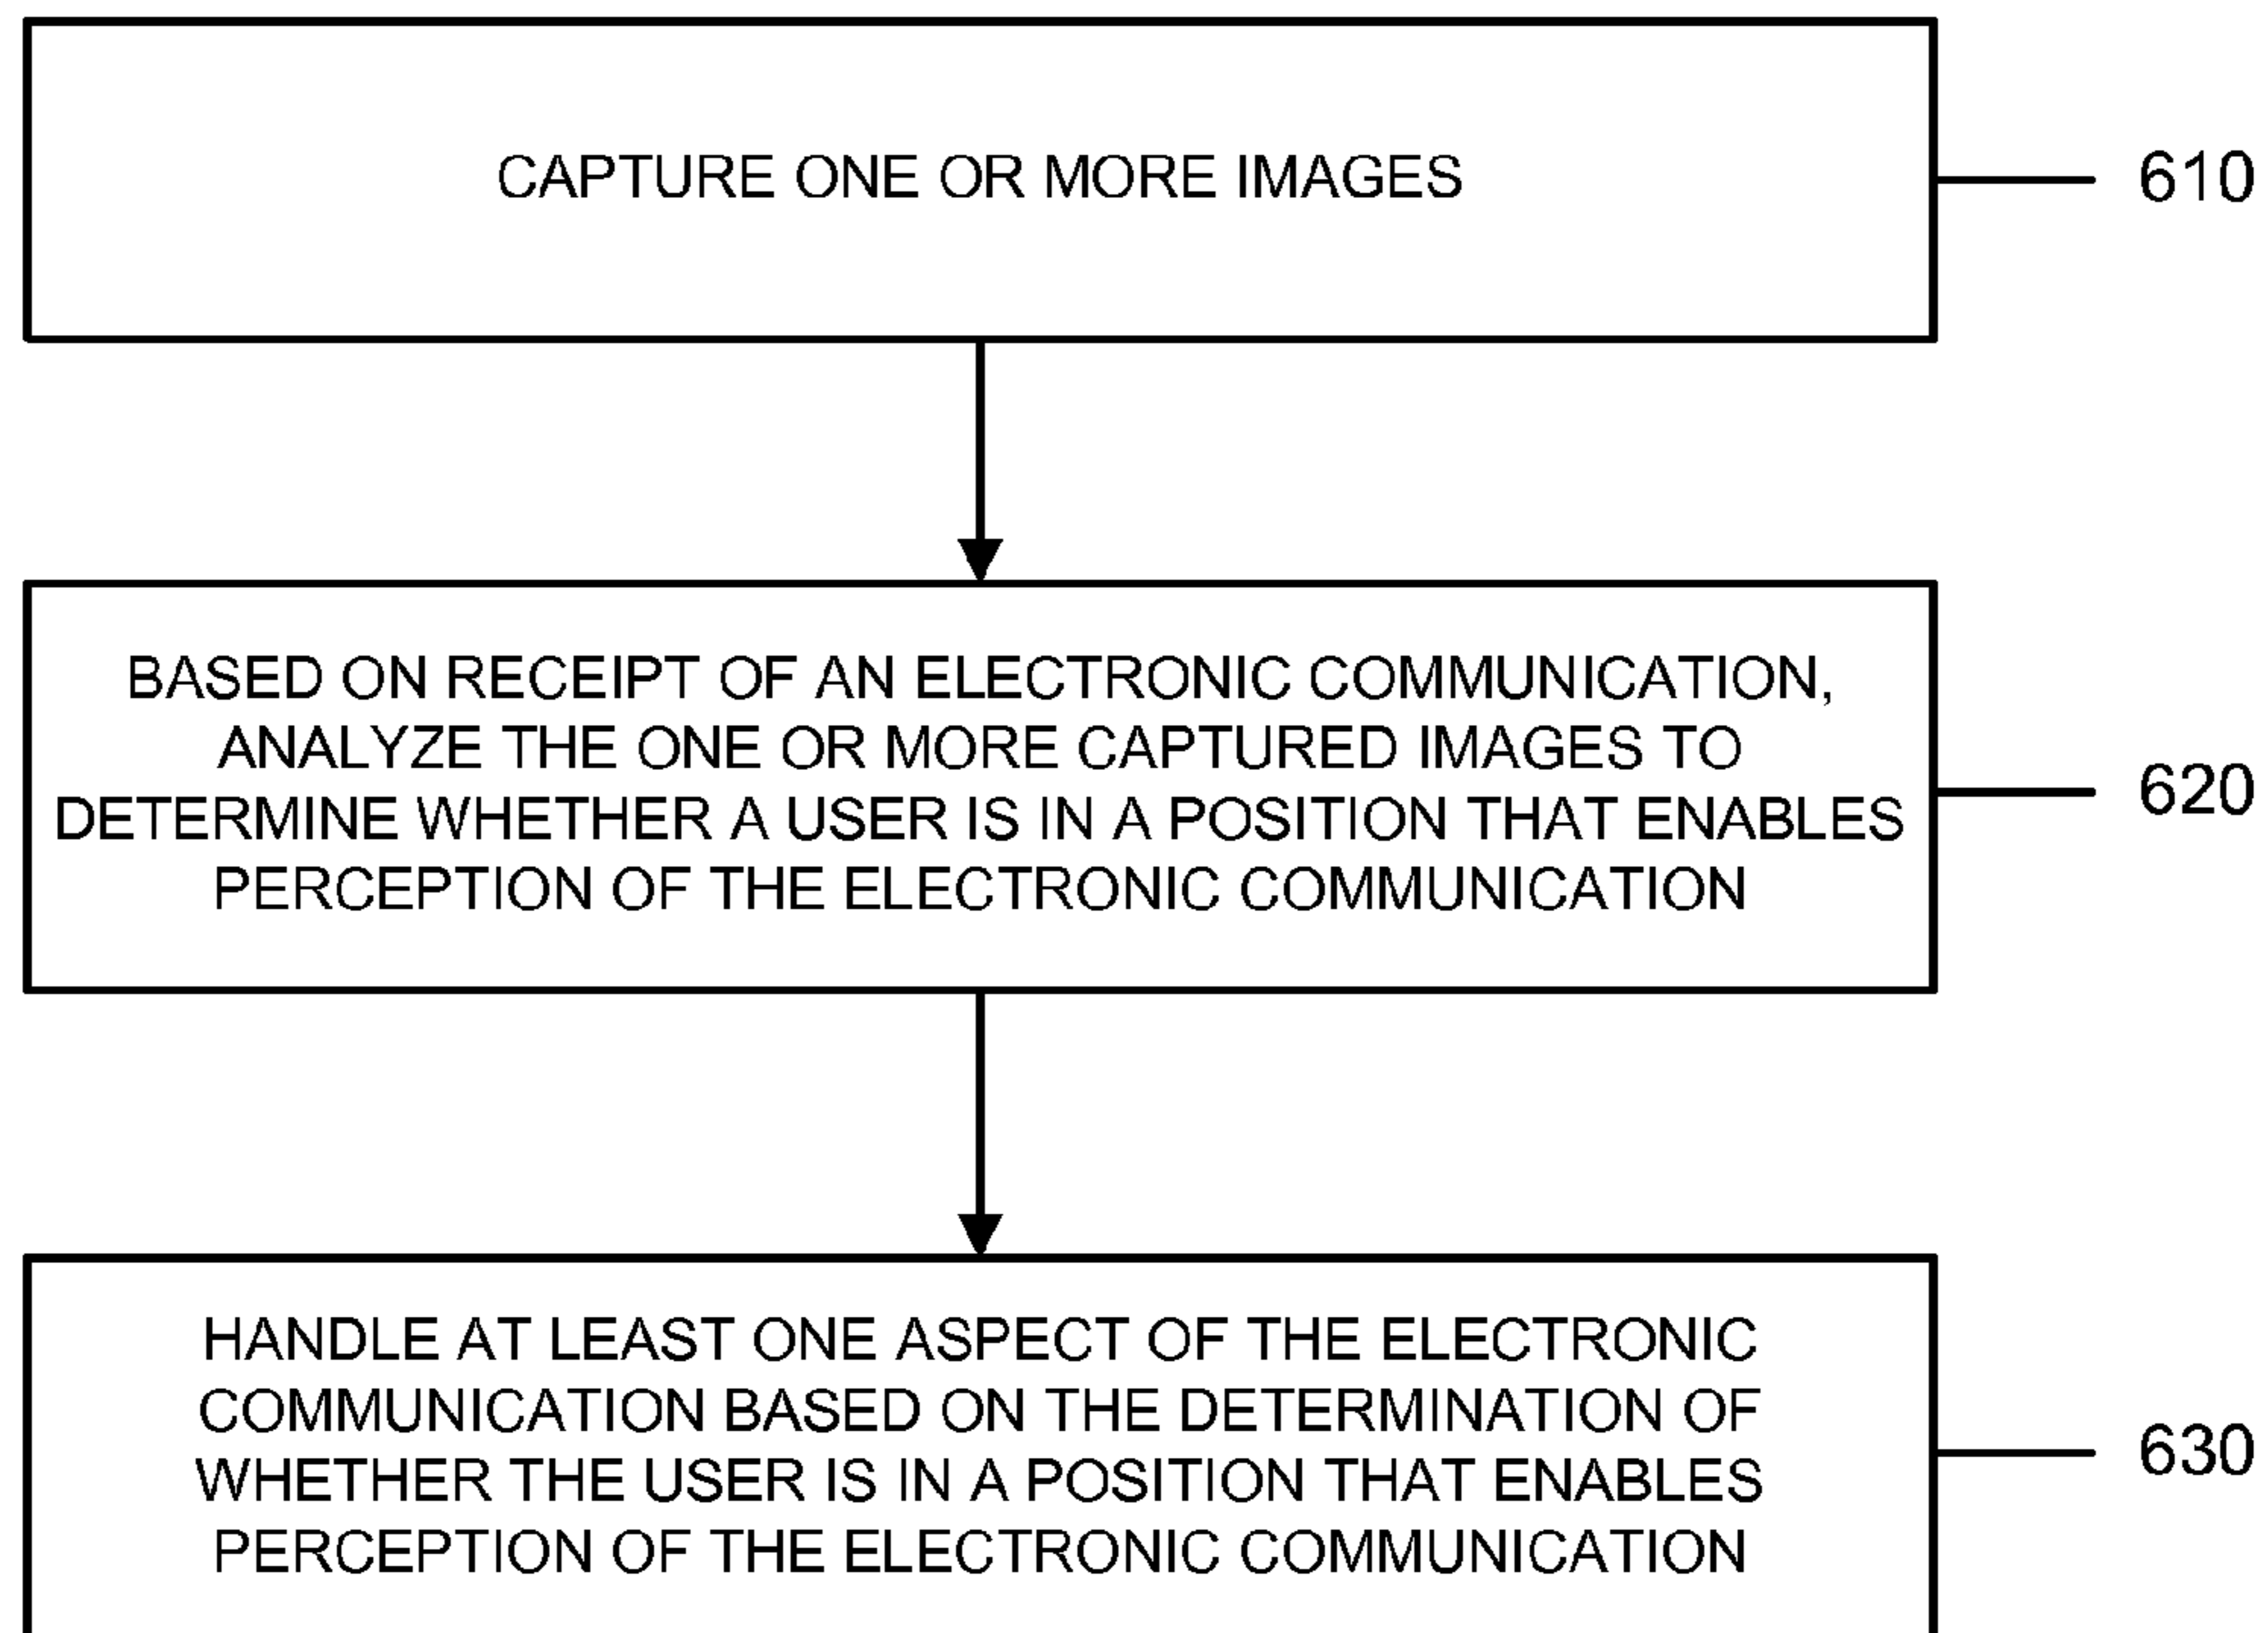 CAPTURE ONE OR MORE IMAGES
610
BASED ON RECEIPT OF AN ELECTRONIC COMMUNICATION,
ANALYZE THE ONE OR MORE CAPTURED IMAGES TO
DETERMINE WHETHER A USER IS IN A POSITION THAT ENABLES
PERCEPTION OF THE ELECTRONIC COMMUNICATION
620
HANDLE AT LEAST ONE ASPECT OF THE ELECTRONIC
COMMUNICATION BASED ON THE DETERMINATION OF
WHETHER THE USER IS IN A POSITION THAT ENABLES
PERCEPTION OF THE ELECTRONIC COMMUNICATION
630